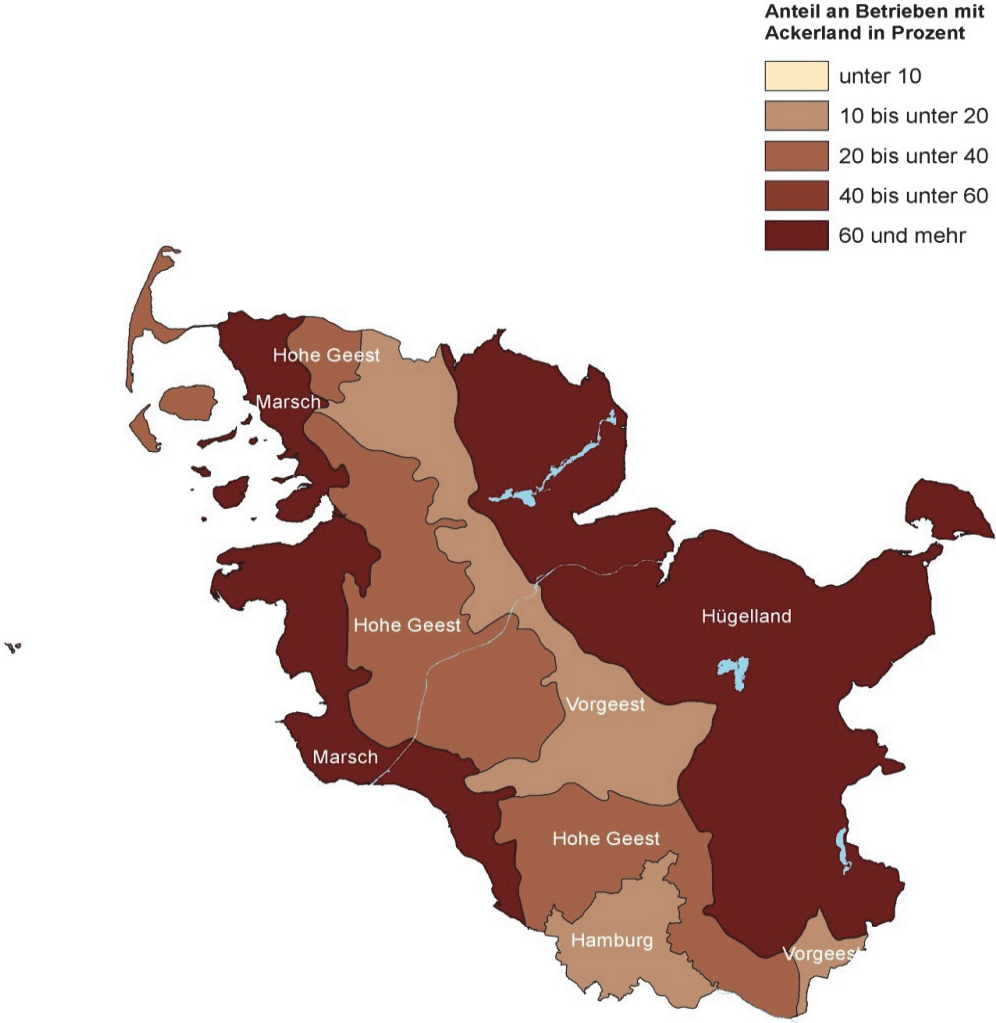 Anteil an Betrieben mit
Ackerland in Prozent
unter 10
10 bis unter 20
20 bis unter 40
40 bis unter 60
60 und mehr
Hohe Geest
Marsch
Hügelland
Hohe Geest
Vorgeest
Marsch
Hohe Geest
Hamburg
Vorgeest